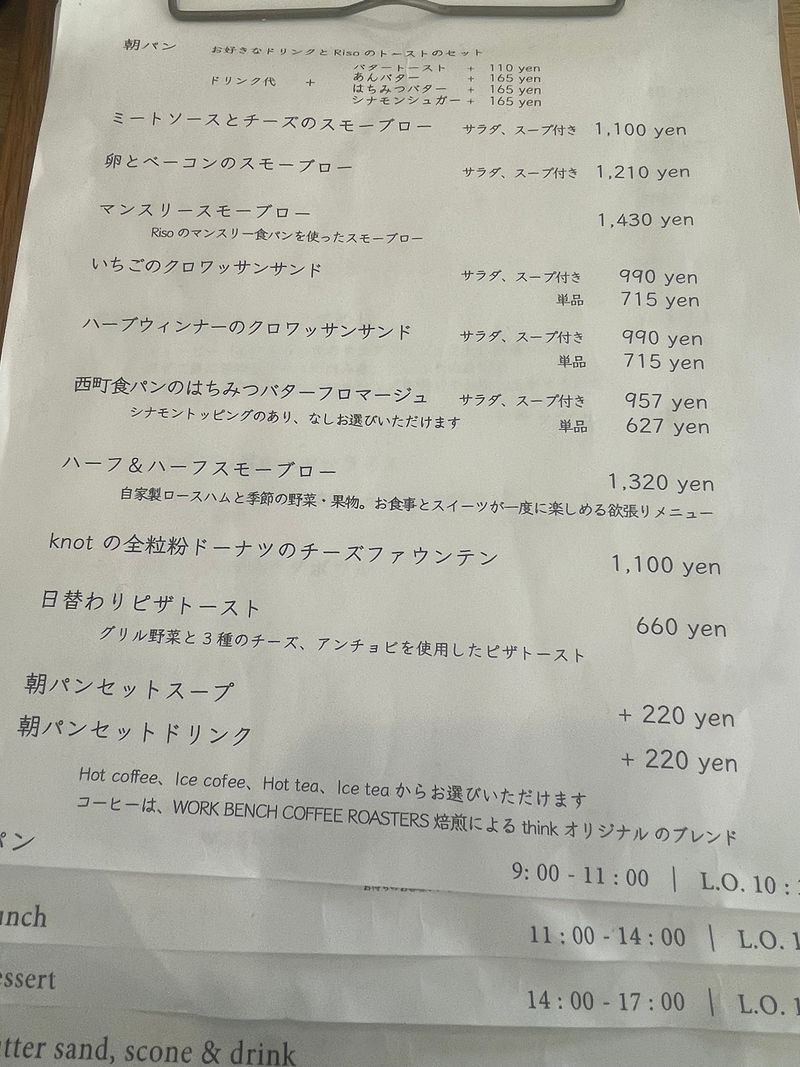 朝パン お好きなドリンクと Riso のトーストのセット
ドリンク代 + バタートースト + 110 yen
あんバター + 165 yen
はちみつバター + 165 yen
シナモンシュガー + 165 yen
ミートソースとチーズのスモーブロー サラダ、スープ付き 1,100 yen
卵とベーコンのスモーブロー サラダ、スープ付き 1,210 yen
マンスリースモーブロー 1,430 yen
Riso のマンスリー食パンを使ったスモーブロー
いちごのクロワッサンサンド サラダ、スープ付き 990 yen
単品 715 yen
ハーブウィンナーのクロワッサンサンド サラダ、スープ付き 990 yen
単品 715 yen
西町食パンのはちみつバターフロマージュ サラダ、スープ付き 957 yen
シナモントッピングのあり、なしお選びいただけます 単品 627 yen
ハーフ＆ハーフスモーブロー 1,320 yen
自家製ロースハムと季節の野菜・果物。お食事とスイーツが一度に楽しめる欲張りメニュー
knot の全粒粉ドーナツのチーズファウンテン 1,100 yen
日替わりピザトースト 660 yen
グリル野菜と 3 種のチーズ、アンチョビを使用したピザトースト
朝パンセットスープ + 220 yen
朝パンセットドリンク + 220 yen
Hot coffee、Ice cofee、Hot tea、Ice tea からお選びいただけます
コーヒーは、WORK BENCH COFFEE ROASTERS 焙煎による think オリジナル のブレンド
パン 9:00 - 11:00 | L.O. 10:
unch 11:00 - 14:00 | L.O. 1
essert 14:00 - 17:00 | L.O. 1
utter sand, scone & drink